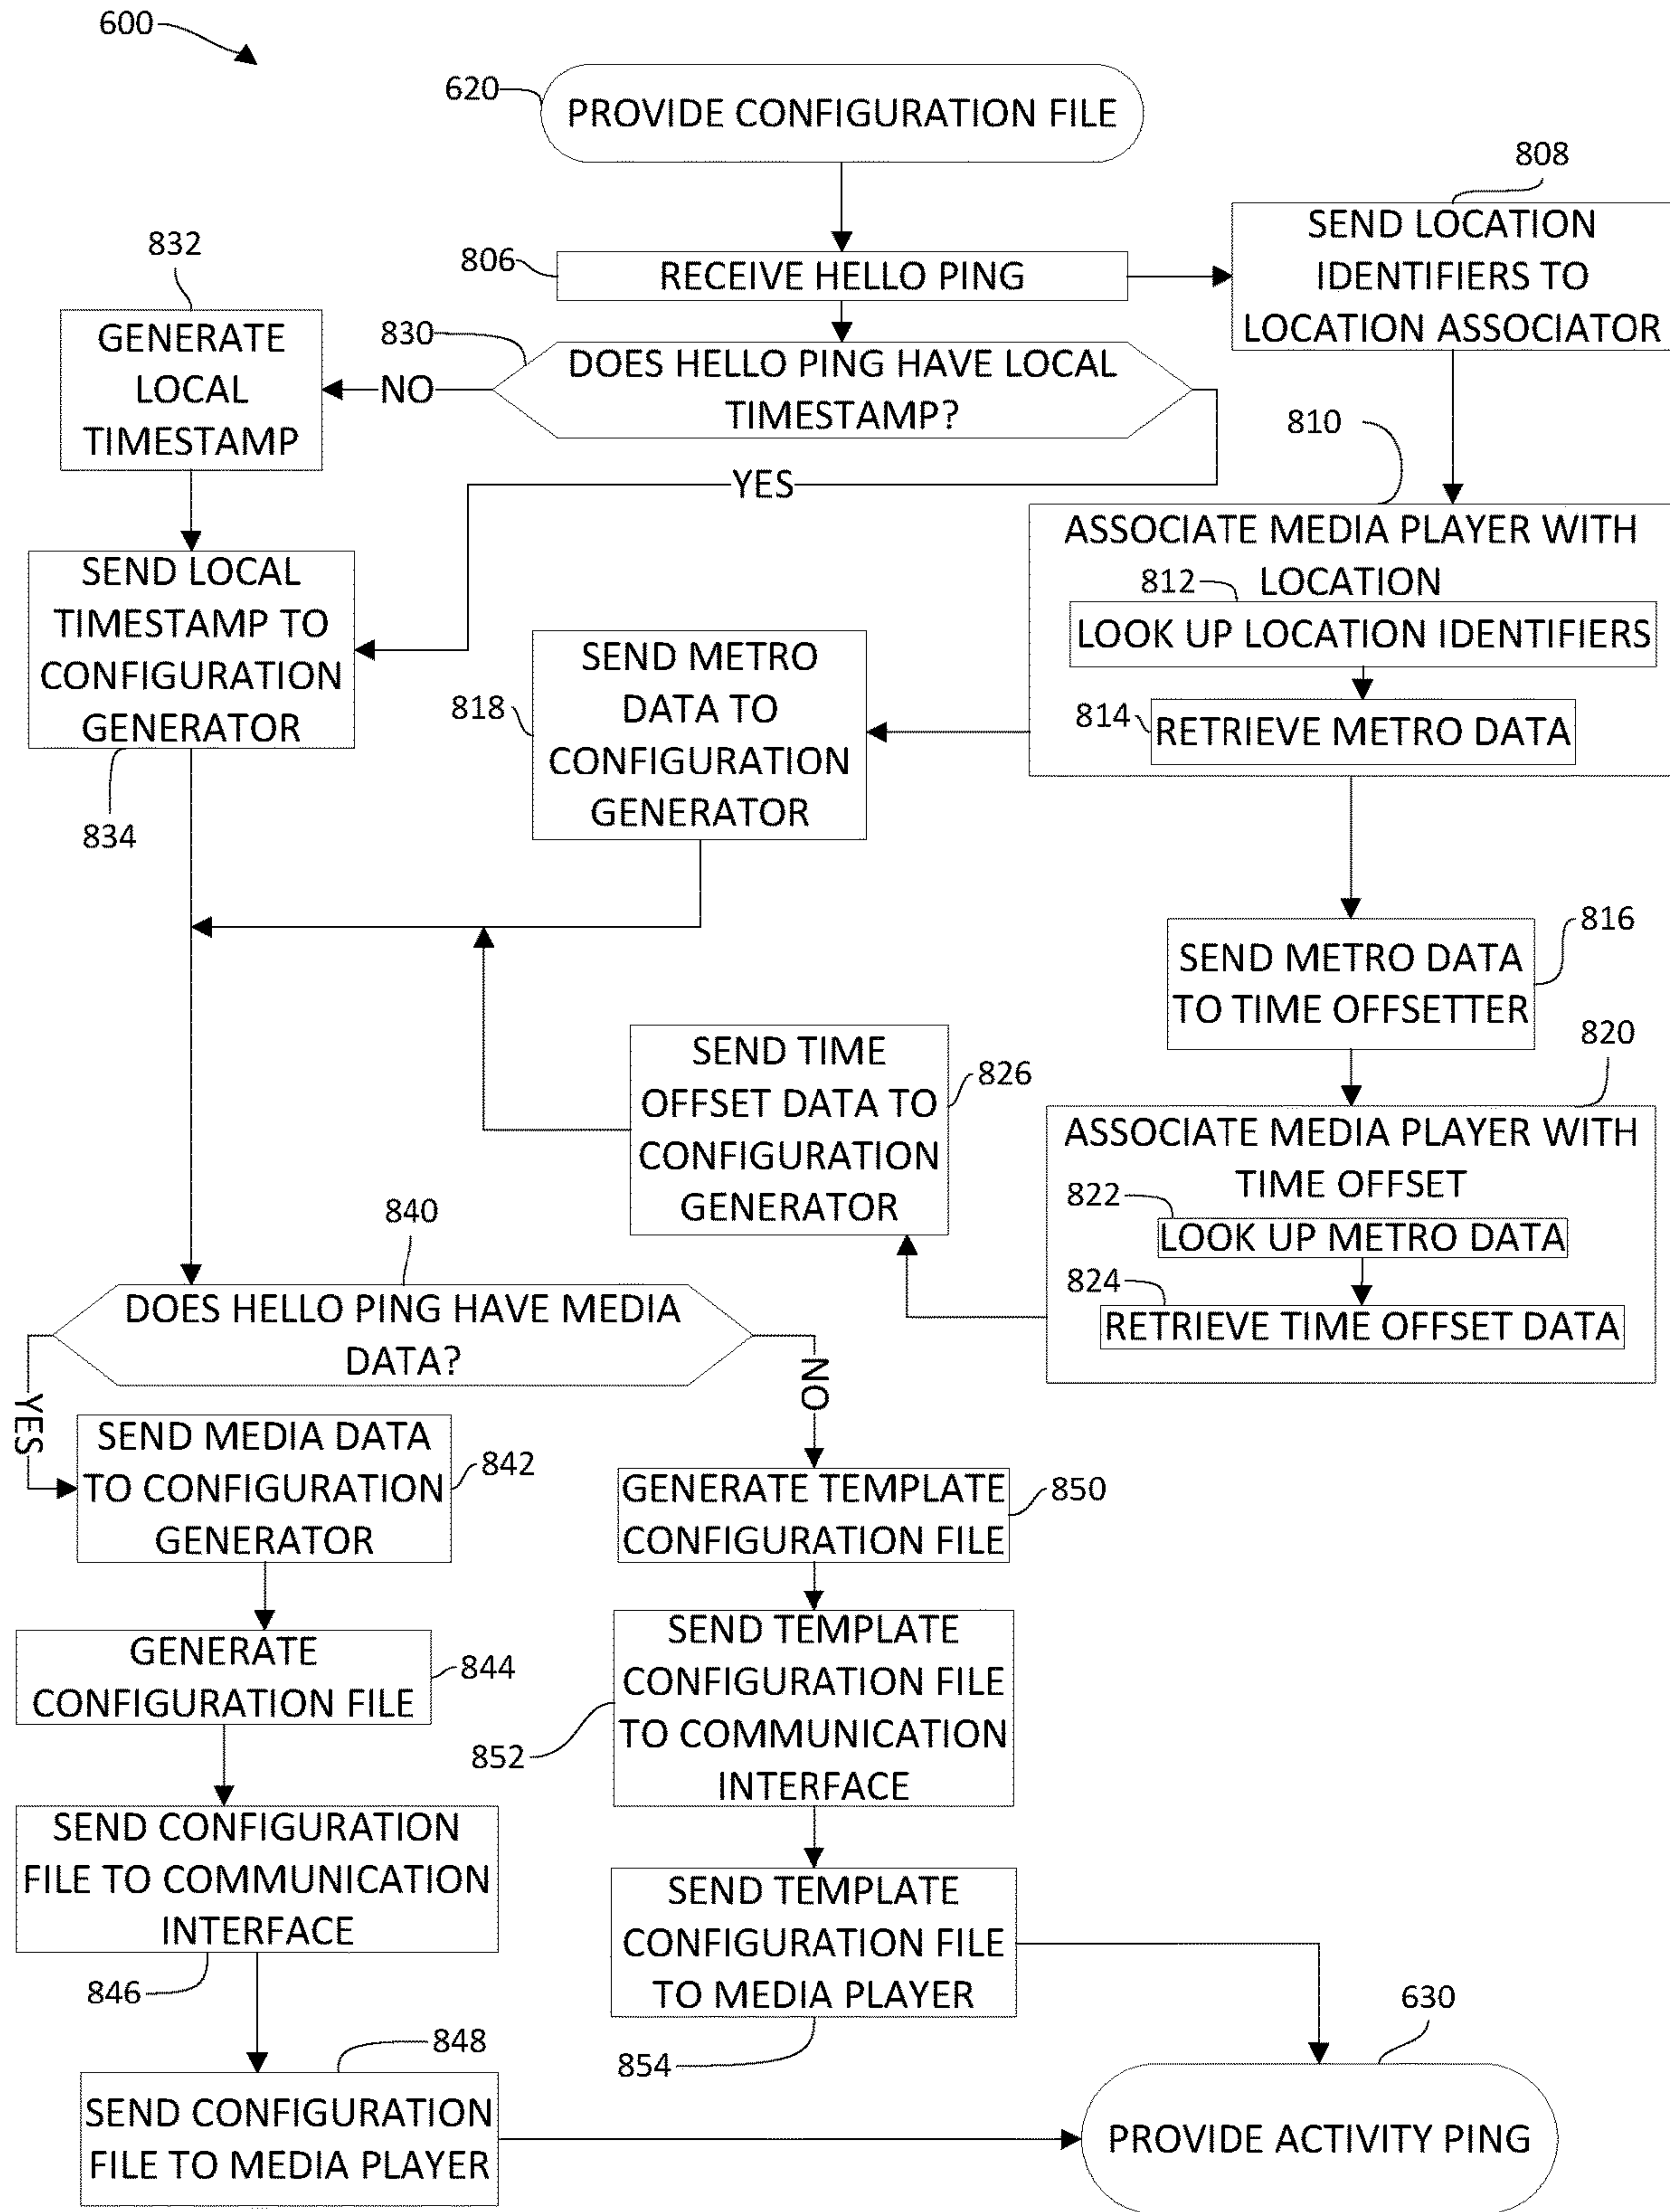 600
620
PROVIDE CONFIGURATION FILE
808
SEND LOCATION
IDENTIFIERS TO
LOCATION ASSOCIATOR
806
RECEIVE HELLO PING
832
GENERATE
LOCAL
TIMESTAMP
830
DOES HELLO PING HAVE LOCAL
TIMESTAMP?
NO
YES
810
ASSOCIATE MEDIA PLAYER WITH
LOCATION
812
LOOK UP LOCATION IDENTIFIERS
814
RETRIEVE METRO DATA
SEND LOCAL
TIMESTAMP TO
CONFIGURATION
GENERATOR
834
818
SEND METRO
DATA TO
CONFIGURATION
GENERATOR
816
SEND METRO DATA
TO TIME OFFSETTER
820
ASSOCIATE MEDIA PLAYER WITH
TIME OFFSET
822
LOOK UP METRO DATA
824
RETRIEVE TIME OFFSET DATA
826
SEND TIME
OFFSET DATA TO
CONFIGURATION
GENERATOR
840
DOES HELLO PING HAVE MEDIA
DATA?
YES
NO
SEND MEDIA DATA
TO CONFIGURATION
GENERATOR
842
GENERATE
CONFIGURATION FILE
844
SEND CONFIGURATION
FILE TO COMMUNICATION
INTERFACE
846
848
SEND CONFIGURATION
FILE TO MEDIA PLAYER
GENERATE TEMPLATE
CONFIGURATION FILE
850
SEND TEMPLATE
CONFIGURATION FILE
TO COMMUNICATION
INTERFACE
852
SEND TEMPLATE
CONFIGURATION FILE
TO MEDIA PLAYER
854
630
PROVIDE ACTIVITY PING